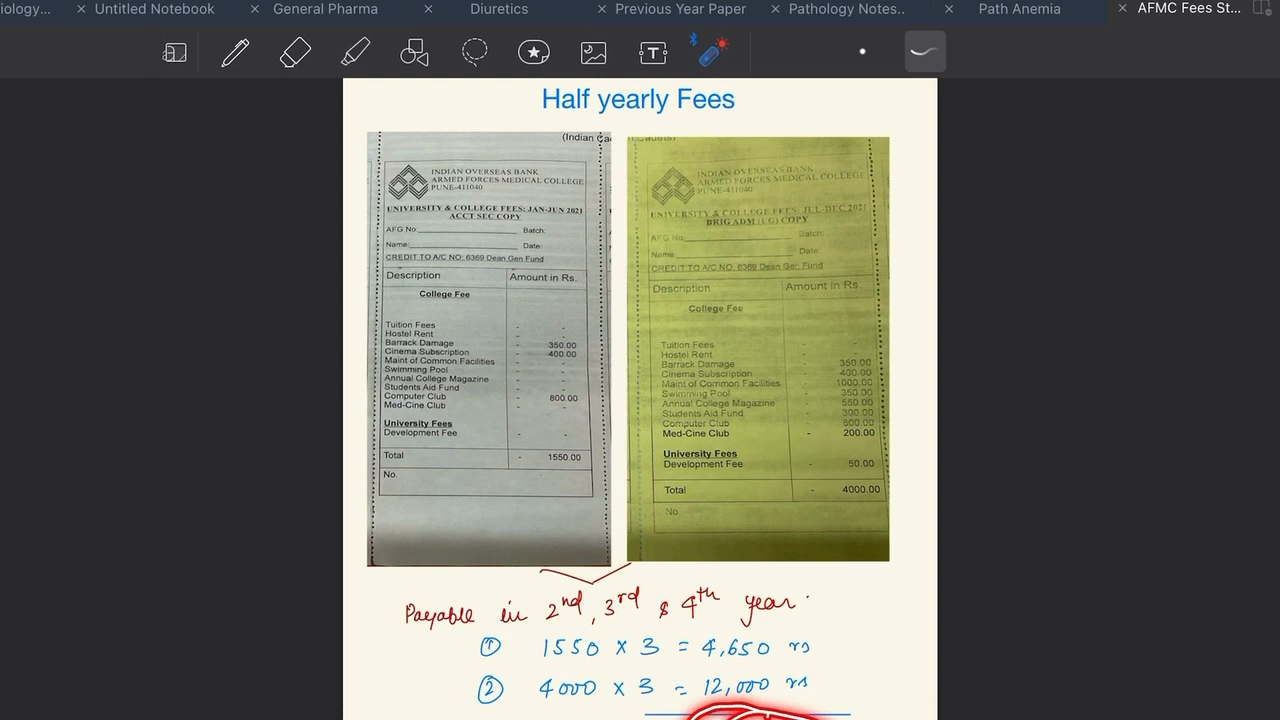 iology...
× Untitled Notebook
× General Pharma
× Diuretics
× Previous Year Paper
× Pathology Notes..
× Path Anemia
× AFMC Fees St...
T
Half yearly Fees
(Indian Ca
INDIAN OVERSEAS BANK
ARMED FORCES MEDICAL COLLEGE
PUNE-411040
UNIVERSITY & COLLEGE FEES: JAN-JUN 2021
ACCT SEC COPY
AFG No: Batch:
Name: Date:
CREDIT TO A/C NO: 6369 Dean Gen Fund
Description Amount in Rs.
College Fee
Tuition Fees - -
Hostel Rent - -
Barrack Damage - 350.00
Cinema Subscription - 400.00
Maint of Common Facilities - -
Swimming Pool - -
Annual College Magazine - -
Students Aid Fund - -
Computer Club - 800.00
Med-Cine Club - -
University Fees
Development Fee - -
Total - 1550.00
No.
INDIAN OVERSEAS BANK
ARMED FORCES MEDICAL COLLEGE
PUNE-411040
UNIVERSITY & COLLEGE FEES: JUL-DEC 2021
BRIG ADM (UG) COPY
AFG No: Batch:
Name: Date:
CREDIT TO A/C NO: 6369 Dean Gen Fund
Description Amount in Rs.
College Fee
Tuition Fees - -
Hostel Rent - -
Barrack Damage 350.00
Cinema Subscription 400.00
Maint of Common Facilities 1000.00
Swimming Pool 350.00
Annual College Magazine 550.00
Students Aid Fund 300.00
Computer Club 800.00
Med-Cine Club - 200.00
University Fees
Development Fee - 50.00
Total - 4000.00
No.
Payable in 2nd, 3rd & 4th year.
① 1550 × 3 = 4,650 rs
② 4000 × 3 = 12,000 rs